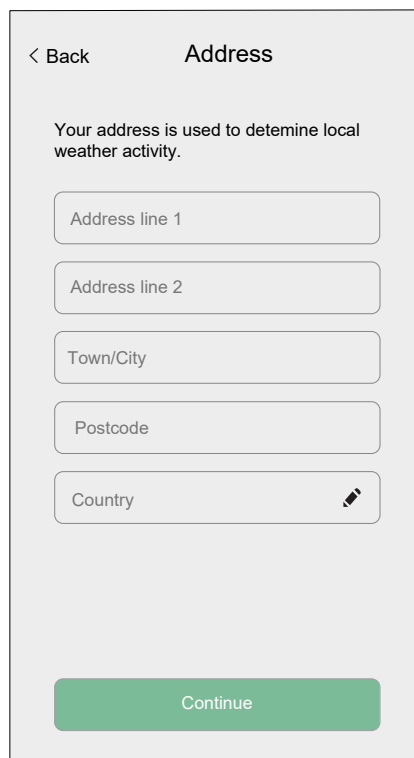 Back
Address
Your address is used to detemine local
weather activity.
Address line 1
Address line 2
Town/City
Postcode
Country
Continue